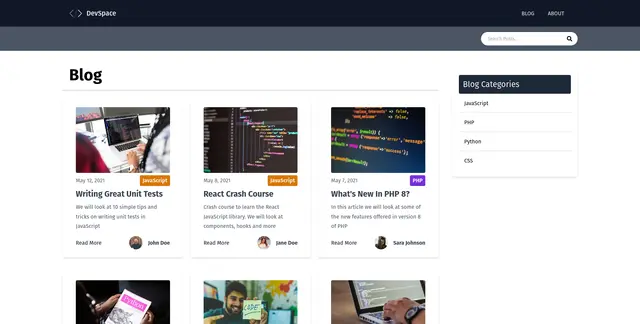 DevSpace
BLOG
ABOUT
Search Posts...
Blog
Blog Categories
JavaScript
PHP
Python
CSS
May 12, 2021
JavaScript
Writing Great Unit Tests
We will look at 10 simple tips and
tricks on writing unit tests in
JavaScript
Read More
John Doe
May 8, 2021
JavaScript
React Crash Course
Crash course to learn the React
JavaScript library. We will look at
components, hooks and more
Read More
Jane Doe
May 7, 2021
PHP
What's New In PHP 8?
In this article we will look at some of
the new features offered in version 8
of PHP
Read More
Sara Johnson
Python
CODE